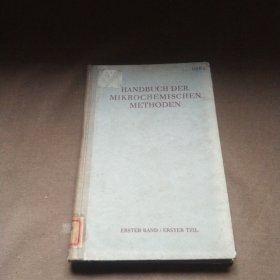 HANDBUCH DER
MIKROCHEMISCHEN
METHODEN
ERSTER BAND / ERSTER TEIL